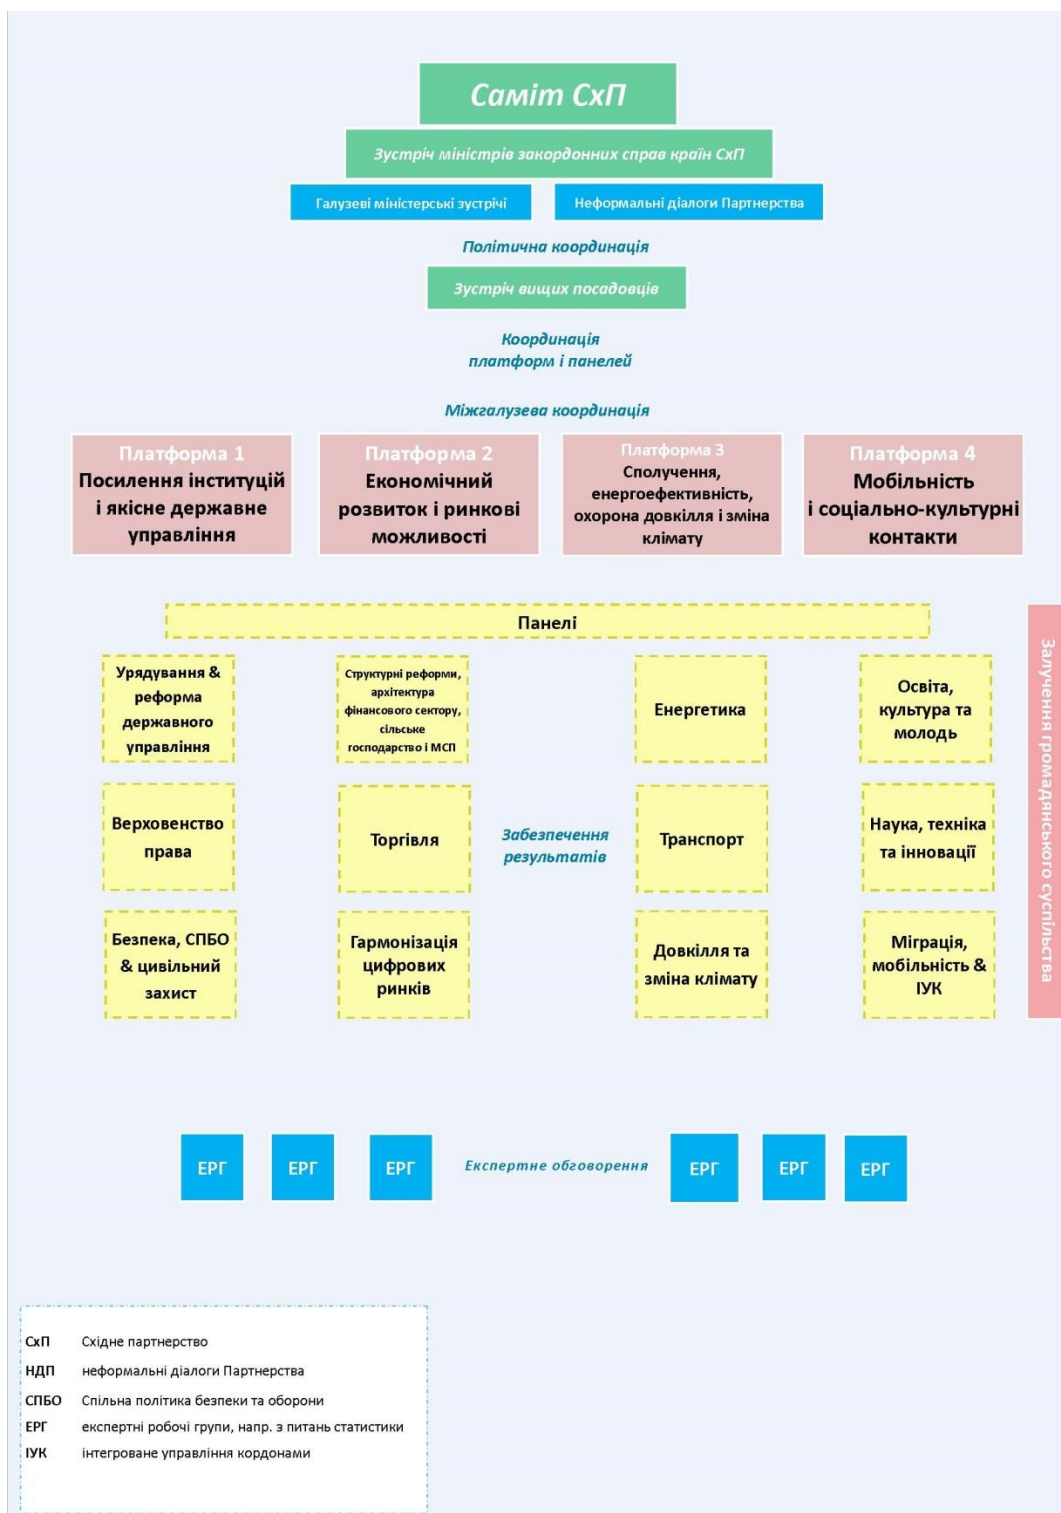 Саміт СхП
Зустріч міністрів закордонних справ країн СхП
Галузеві міністерські зустрічі
Неформальні діалоги Партнерства
Політична координація
Зустріч вищих посадовців
Координація
платформ і панелей
Міжгалузева координація
Платформа 1
Посилення інституцій
і якісне державне
управління
Платформа 2
Економічний
розвиток і ринкові
можливості
Платформа 3
Сполучення,
енергоефективність,
охорона довкілля і зміна
клімату
Платформа 4
Мобільність
і соціально-культурні
контакти
Панелі
Урядування &
реформа
державного
управління
Структурні реформи,
архітектура
фінансового сектору,
сільське
господарство і МСП
Енергетика
Освіта,
культура та
молодь
Верховенство
права
Торгівля
Забезпечення
результатів
Транспорт
Наука, техніка
та інновації
Безпека, СПБО
& цивільний
захист
Гармонізація
цифрових
ринків
Довкілля та
зміна клімату
Міграція,
мобільність &
ІУК
Залучення громадянського суспільства
ЕРГ
ЕРГ
ЕРГ
Експертне обговорення
ЕРГ
ЕРГ
ЕРГ
СхП Східне партнерство
НДП неформальні діалоги Партнерства
СПБО Спільна політика безпеки та оборони
ЕРГ експертні робочі групи, напр. з питань статистики
ІУК інтегроване управління кордонами